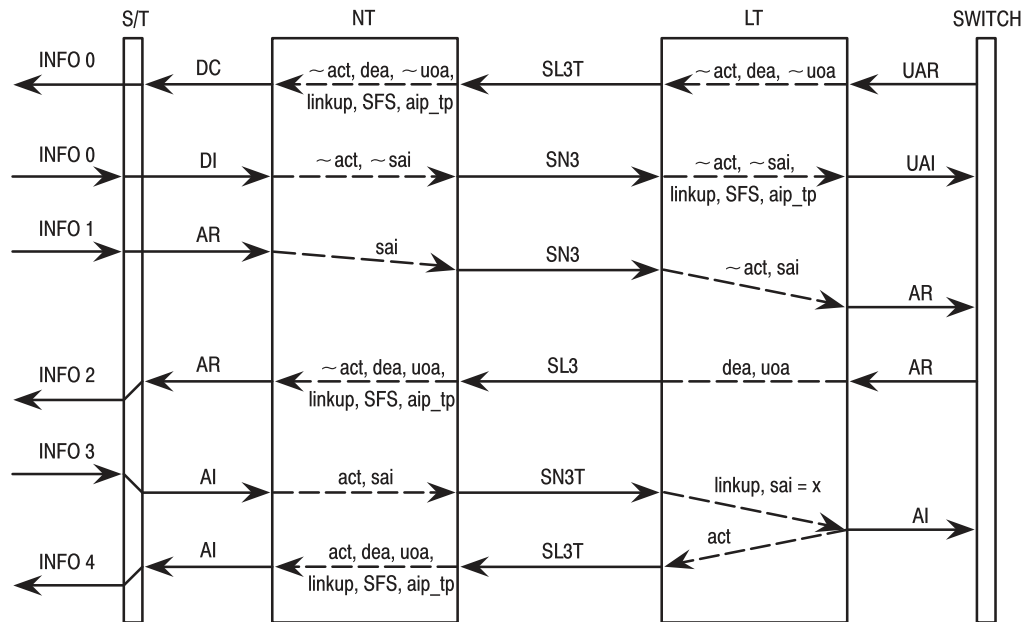 S/T NT LT SWITCH
INFO 0 DC ~act, dea, ~uoa, SL3T ~act, dea, ~uoa UAR
linkup, SFS, aip_tp
INFO 0 DI ~act, ~sai SN3 ~act, ~sai, UAI
linkup, SFS, aip_tp
INFO 1 AR sai SN3 ~act, sai AR
INFO 2 AR ~act, dea, uoa, SL3 dea, uoa AR
linkup, SFS, aip_tp
INFO 3 AI act, sai SN3T linkup, sai = x AI
act
INFO 4 AI act, dea, uoa, SL3T
linkup, SFS, aip_tp